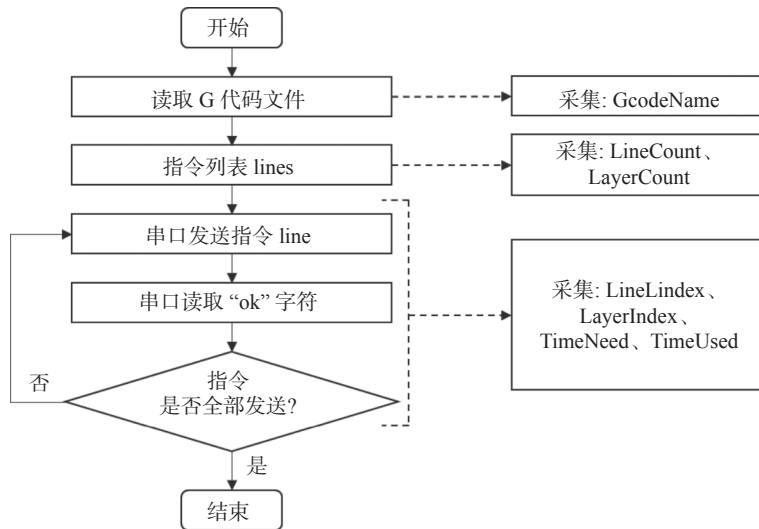 开始
读取 G 代码文件
采集: GcodeName
指令列表 lines
采集: LineCount、
LayerCount
串口发送指令 line
串口读取 “ok” 字符
采集: LineLindex、
LayerIndex、
TimeNeed、TimeUsed
指令
是否全部发送?
否
是
结束